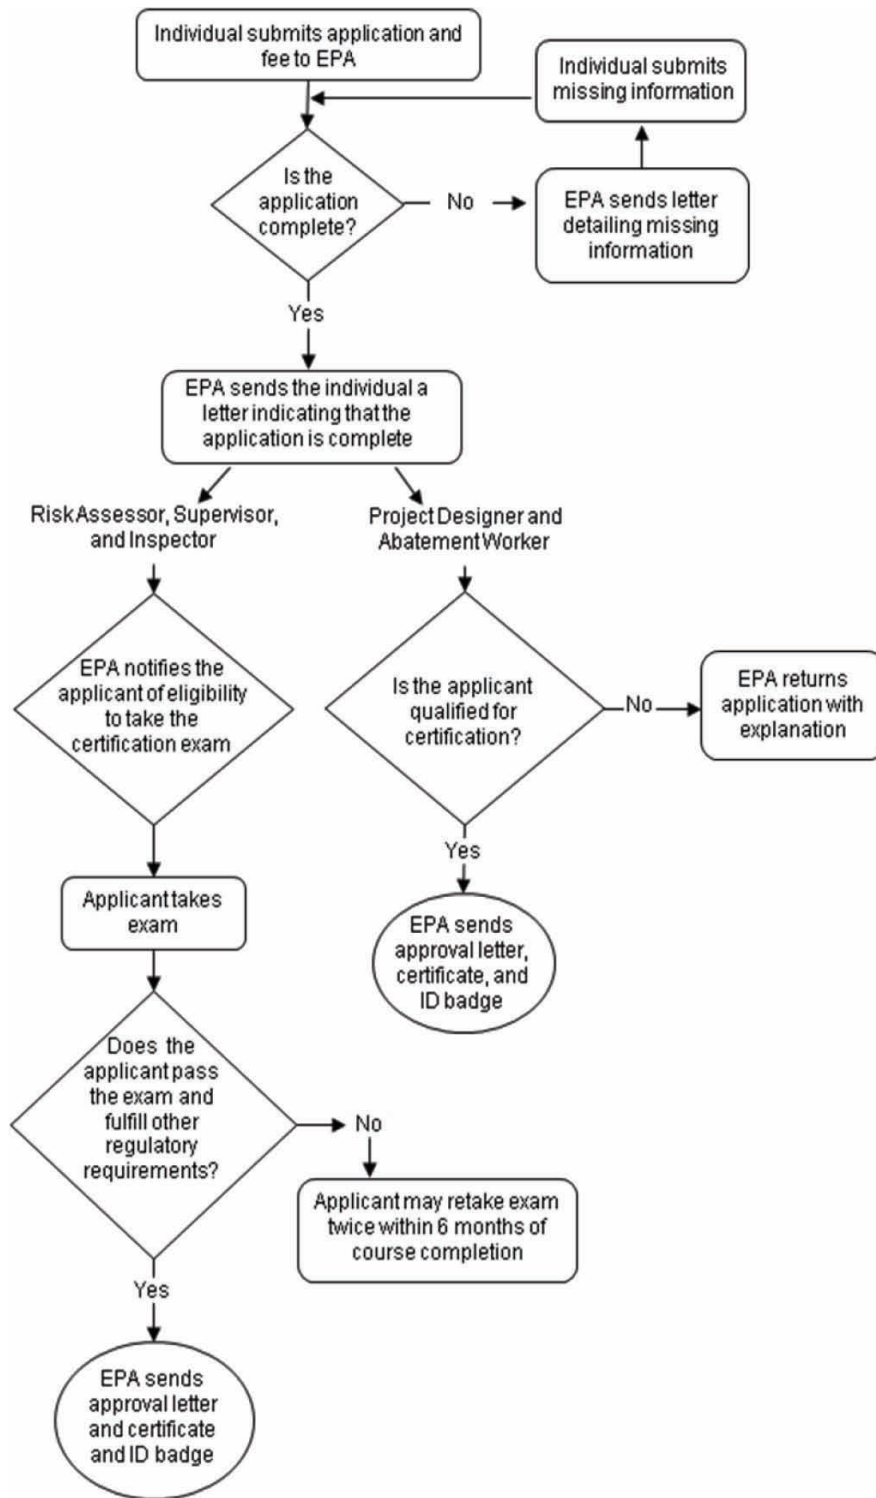 Individual submits application and
fee to EPA
Individual submits
missing information
Is the
application
complete?
No
EPA sends letter
detailing missing
information
Yes
EPA sends the individual a
letter indicating that the
application is complete
Risk Assessor, Supervisor,
and Inspector
Project Designer and
Abatement Worker
EPA notifies the
applicant of eligibility
to take the
certification exam
Is the applicant
qualified for
certification?
No
EPA returns
application with
explanation
Yes
Applicant takes
exam
EPA sends
approval letter,
certificate, and
ID badge
Does the
applicant pass
the exam and
fulfill other
regulatory
requirements?
No
Applicant may retake exam
twice within 6 months of
course completion
Yes
EPA sends
approval letter
and certificate
and ID badge